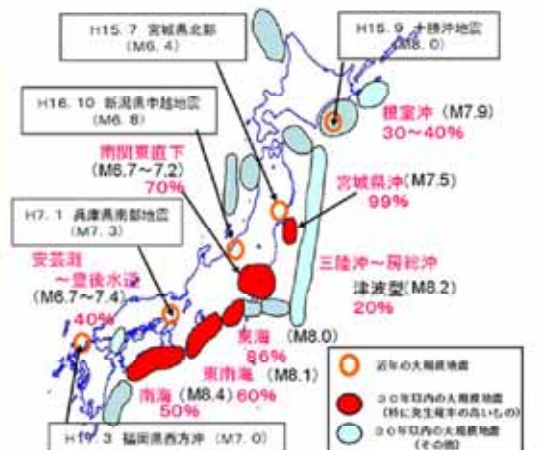 H15.7 宮城県北部
(M6.4)
H15.9 十勝沖地震
(M8.0)
H16.10 新潟県中越地震
(M6.8)
根室沖 (M7.9)
30～40%
南関東直下
(M6.7～7.2)
70%
宮城県沖(M7.5)
99%
H7.1 兵庫県南部地震
(M7.3)
安芸灘
～豊後水道
(M6.7～7.4)
40%
三陸沖～房総沖
津波型(M8.2)
20%
東海 (M8.0)
86%
東南海 (M8.1)
60%
南海 (M8.4)
50%
H17.3 福岡県西方沖 (M7.0)
近年の大規模地震
30年以内の大規模地震
(特に発生確率の高いもの)
30年以内の大規模地震
(その他)